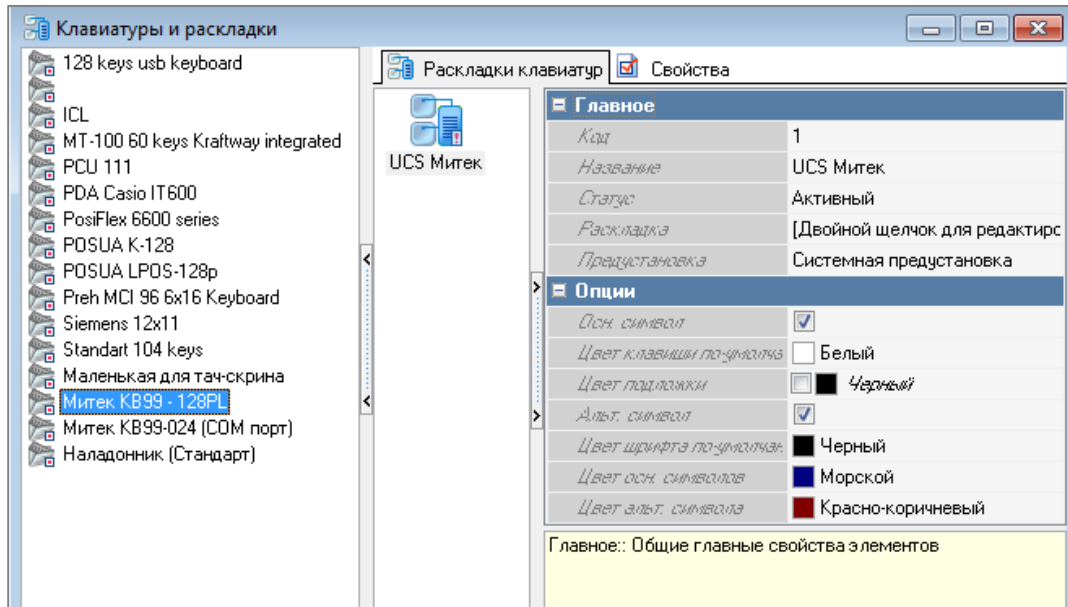 Клавиатуры и раскладки
128 keys usb keyboard
ICL
MT-100 60 keys Kraftway integrated
PCU 111
PDA Casio IT600
PosiFlex 6600 series
POSUA K-128
POSUA LPOS-128p
Preh MCI 96 6x16 Keyboard
Siemens 12x11
Standart 104 keys
Маленькая для тач-скрина
Митек КВ99 - 128PL
Митек КВ99-024 (COM порт)
Наладонник (Стандарт)
Раскладки клавиатур
Свойства
UCS Митек
Главное
Код 1
Название UCS Митек
Статус Активный
Раскладка [Двойной щелчок для редактирс
Предустановка Системная предустановка
Опции
Осн. символ
Цвет клавиши по-умолча Белый
Цвет подложки Черный
Альт. символ
Цвет шрифта по-умолчан Черный
Цвет осн. символов Морской
Цвет альт. символа Красно-коричневый
Главное:: Общие главные свойства элементов